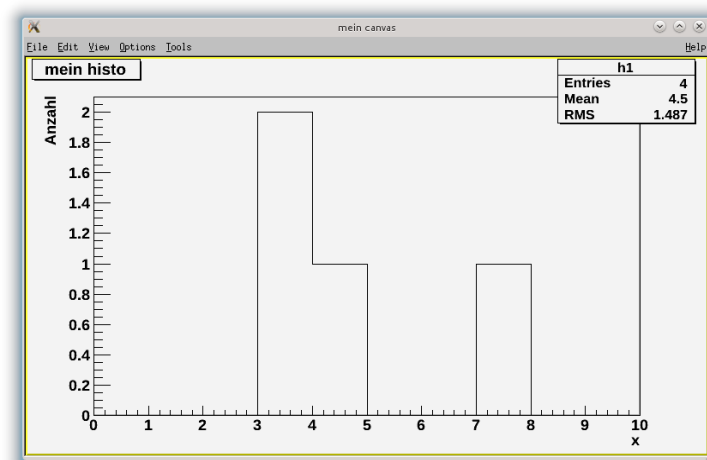 mein canvas
File Edit View Options Tools Help
mein histo
h1
Entries 4
Mean 4.5
RMS 1.487
Anzahl
2
1.8
1.6
1.4
1.2
1
0.8
0.6
0.4
0.2
0
0 1 2 3 4 5 6 7 8 9 10
x